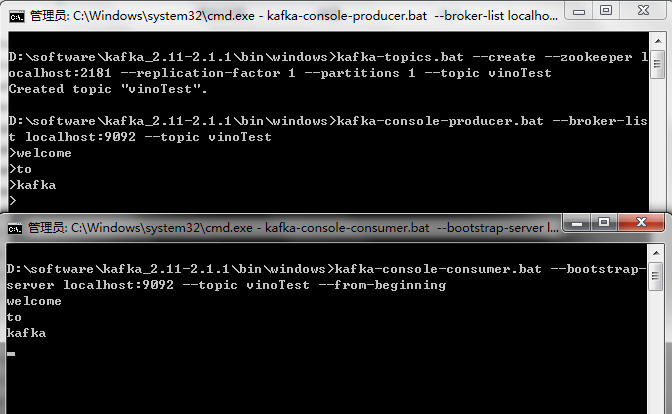 管理员: C:\Windows\system32\cmd.exe - kafka-console-producer.bat  --broker-list localho...
D:\software\kafka_2.11-2.1.1\bin\windows>kafka-topics.bat --create --zookeeper l
ocalhost:2181 --replication-factor 1 --partitions 1 --topic vinoTest
Created topic "vinoTest".
D:\software\kafka_2.11-2.1.1\bin\windows>kafka-console-producer.bat --broker-lis
t localhost:9092 --topic vinoTest
>welcome
>to
>kafka
>
管理员: C:\Windows\system32\cmd.exe - kafka-console-consumer.bat  --bootstrap-server l...
D:\software\kafka_2.11-2.1.1\bin\windows>kafka-console-consumer.bat --bootstrap-
server localhost:9092 --topic vinoTest --from-beginning
welcome
to
kafka